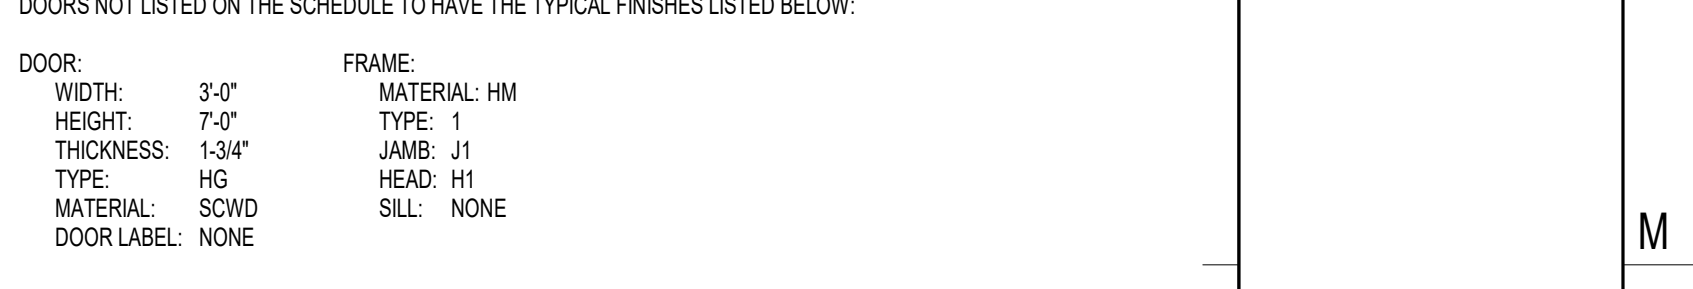 DOORS NOT LISTED ON THE SCHEDULE TO HAVE THE TYPICAL FINISHES LISTED BELOW:
DOOR: FRAME:
WIDTH: 3'-0" MATERIAL: HM
HEIGHT: 7'-0" TYPE: 1
THICKNESS: 1-3/4" JAMB: J1
TYPE: HG HEAD: H1
MATERIAL: SCWD SILL: NONE
DOOR LABEL: NONE
M